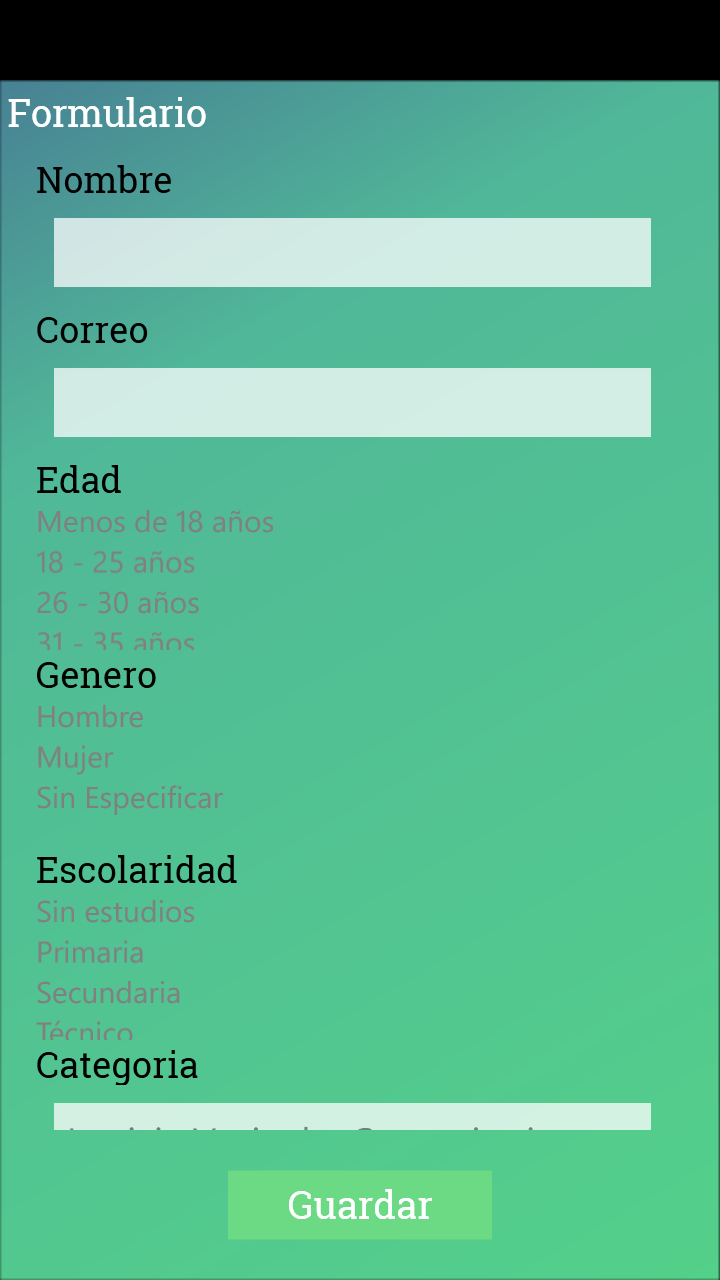 Formulario
Nombre
Correo
Edad
Menos de 18 años
18 - 25 años
26 - 30 años
31 - 35 años
Genero
Hombre
Mujer
Sin Especificar
Escolaridad
Sin estudios
Primaria
Secundaria
Técnico
Categoria
Guardar